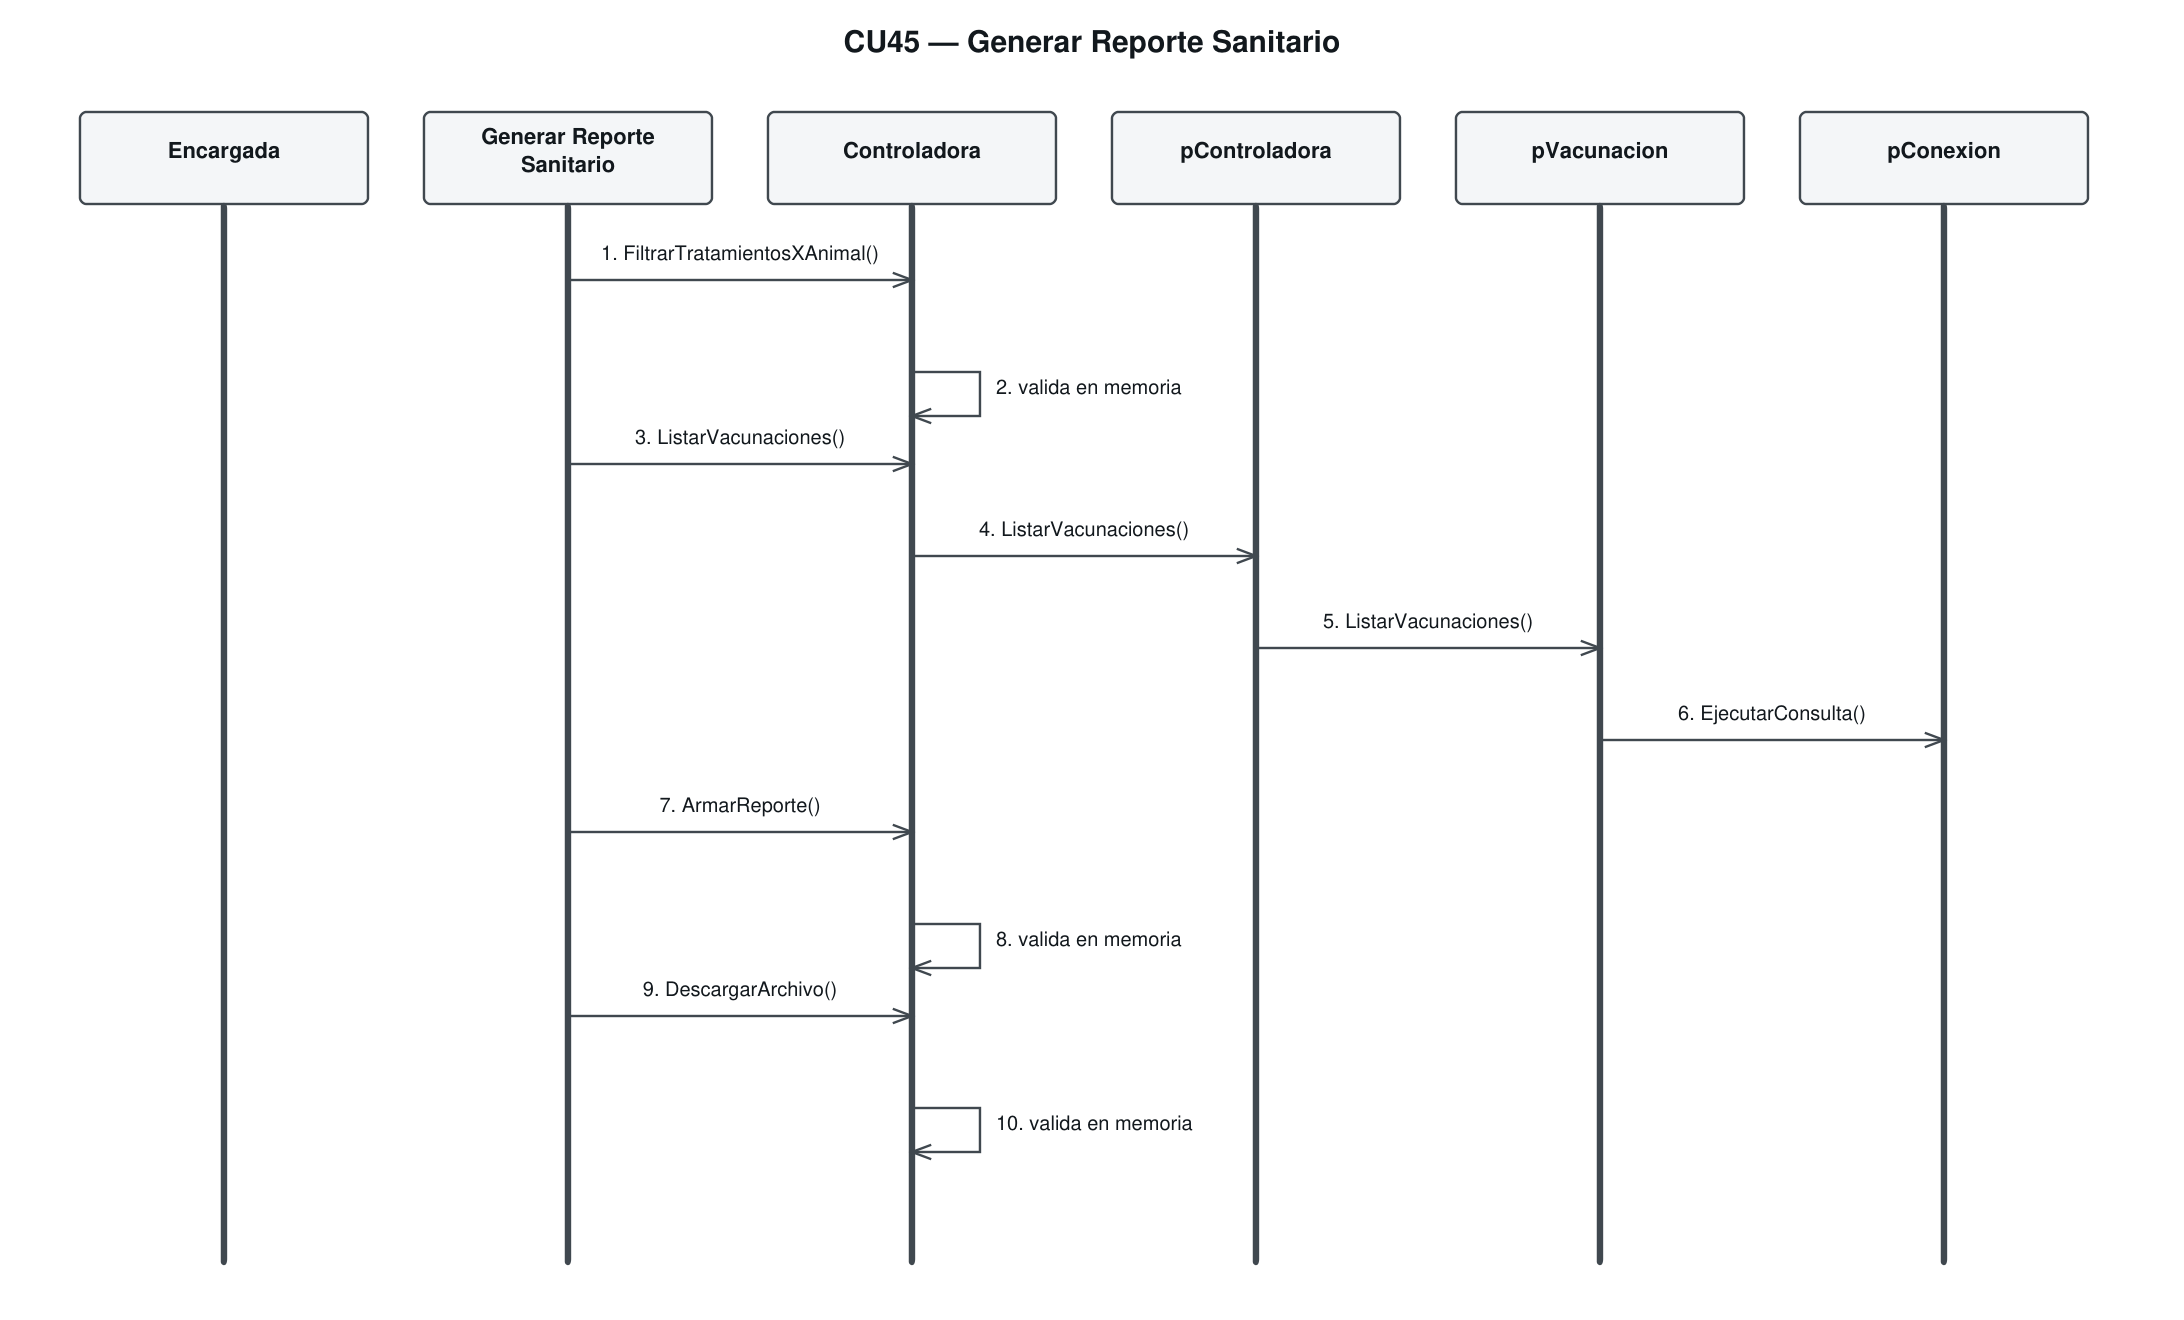 CU45 — Generar Reporte Sanitario
Encargada
Generar Reporte
Sanitario
Controladora
pControladora
pVacunacion
pConexion
1. FiltrarTratamientosXAnimal()
2. valida en memoria
3. ListarVacunaciones()
4. ListarVacunaciones()
5. ListarVacunaciones()
6. EjecutarConsulta()
7. ArmarReporte()
8. valida en memoria
9. DescargarArchivo()
10. valida en memoria